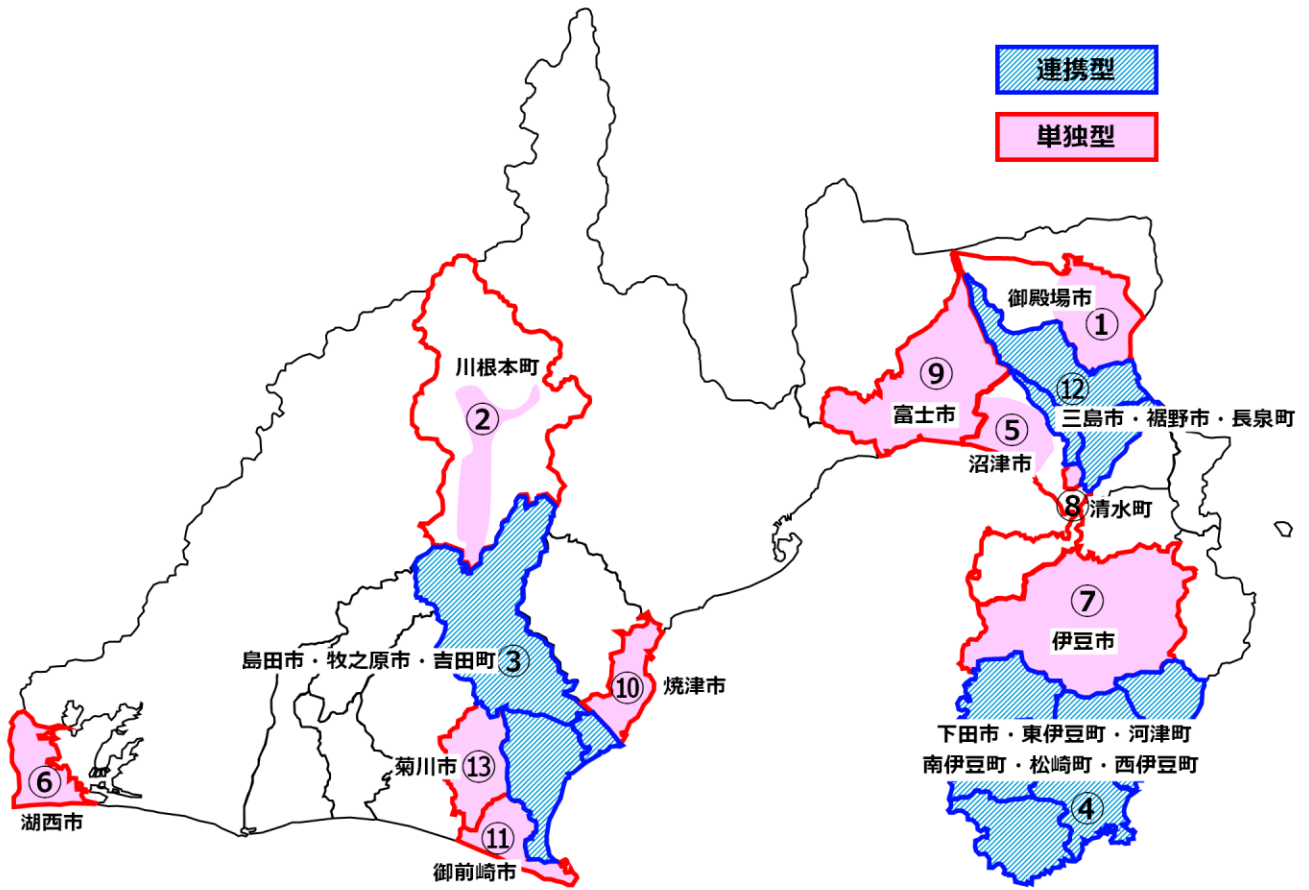 連携型
単独型
御殿場市
①
川根本町
②
⑨
富士市
⑫
三島市・裾野市・長泉町
⑤
沼津市
⑧
清水町
⑦
伊豆市
島田市・牧之原市・吉田町
③
⑩
焼津市
下田市・東伊豆町・河津町
南伊豆町・松崎町・西伊豆町
④
菊川市
⑬
⑥
湖西市
⑪
御前崎市